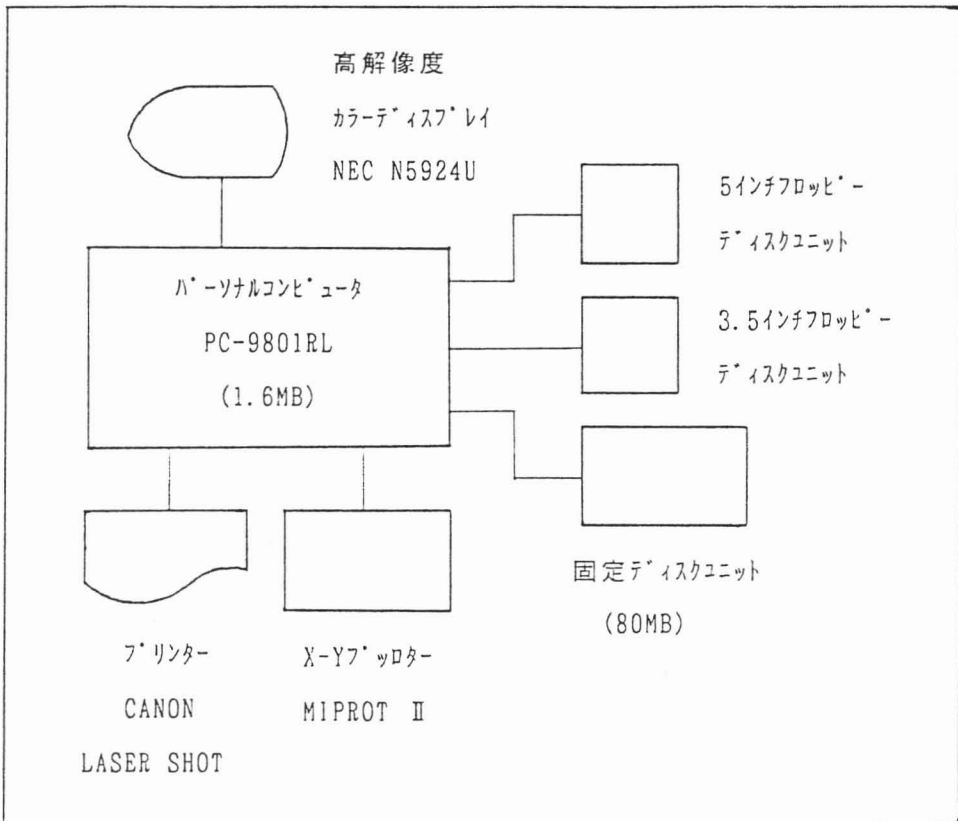 高解像度
ｶﾗｰﾃﾞｨｽﾌﾟﾚｲ
NEC N5924U
5ｲﾝﾁﾌﾛｯﾋﾟｰ
ﾃﾞｨｽｸﾕﾆｯﾄ
ﾊﾟｰｿﾅﾙｺﾝﾋﾟｭｰﾀ
PC-9801RL
(1.6MB)
3.5ｲﾝﾁﾌﾛｯﾋﾟｰ
ﾃﾞｨｽｸﾕﾆｯﾄ
固定ﾃﾞｨｽｸﾕﾆｯﾄ
(80MB)
ﾌﾟﾘﾝﾀｰ
CANON
LASER SHOT
X-Yﾌﾟｯﾛﾀｰ
MIPROT Ⅱ